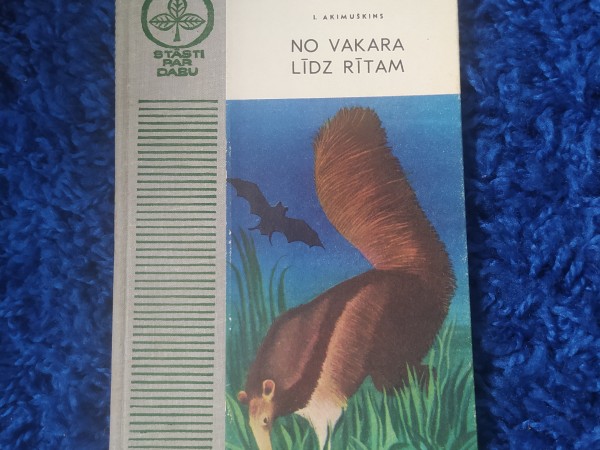 STĀSTI
PAR
DABU
I. AKIMUŠKINS
NO VAKARA
LĪDZ RĪTAM